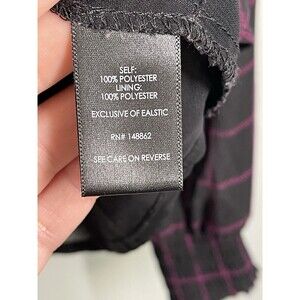 SELF:
100% POLYESTER
LINING:
100% POLYESTER
EXCLUSIVE OF EALSTIC
RN# 148862
SEE CARE ON REVERSE